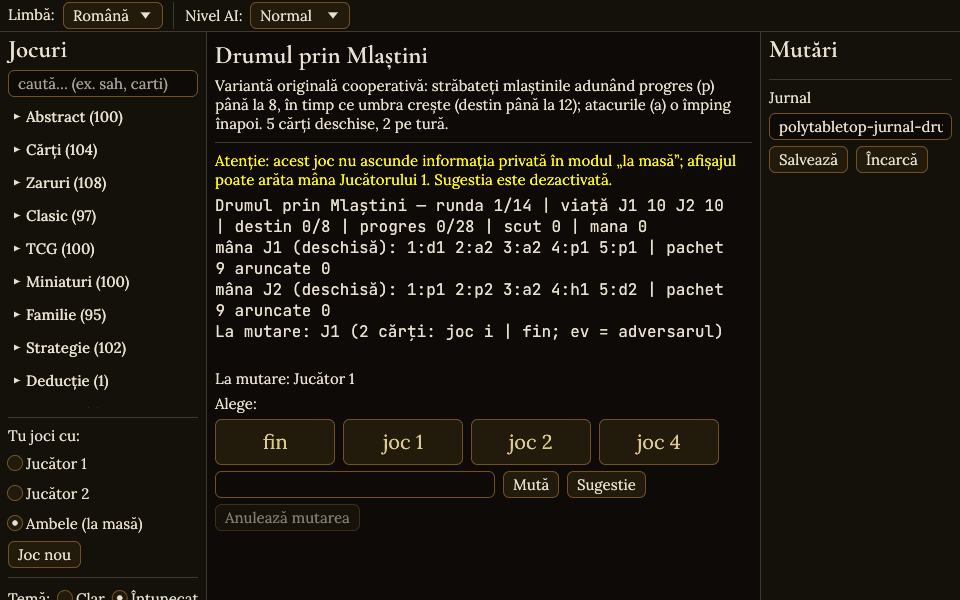 Limbă: Română Nivel AI: Normal
Jocuri
caută... (ex. sah, carti)
Abstract (100)
Cărți (104)
Zaruri (108)
Clasic (97)
TCG (100)
Miniaturi (100)
Familie (95)
Strategie (102)
Deducție (1)
Tu joci cu:
Jucător 1
Jucător 2
Ambele (la masă)
Joc nou
Temă: Clar Întunecat
Drumul prin Mlaștini
Variantă originală cooperativă: străbateți mlaștinile adunând progres (p)
până la 8, în timp ce umbra crește (destin până la 12); atacurile (a) o împing
înapoi. 5 cărți deschise, 2 pe tură.
Atenție: acest joc nu ascunde informația privată în modul „la masă”; afișajul
poate arăta mâna Jucătorului 1. Sugestia este dezactivată.
Drumul prin Mlaștini — runda 1/14 | viață J1 10 J2 10
| destin 0/8 | progres 0/28 | scut 0 | mana 0
mâna J1 (deschisă): 1:d1 2:a2 3:a2 4:p1 5:p1 | pachet
9 aruncate 0
mâna J2 (deschisă): 1:p1 2:p2 3:a2 4:h1 5:d2 | pachet
9 aruncate 0
La mutare: J1 (2 cărți: joc i | fin; ev = adversarul)
La mutare: Jucător 1
Alege:
fin joc 1 joc 2 joc 4
Mută Sugestie
Anulează mutarea
Mutări
Jurnal
polytabletop-jurnal-dru
Salvează Încarcă